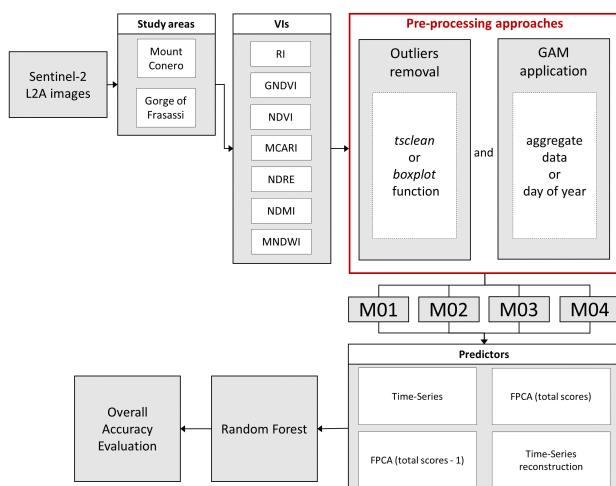 Sentinel-2
L2A images
Study areas
Mount
Conero
Gorge of
Frasassi
VIs
RI
GNDVI
NDVI
MCARI
NDRE
NDMI
MNDWI
Pre-processing approaches
Outliers
removal
tsclean
or
boxplot
function
and
GAM
application
aggregate
data
or
day of year
M01
M02
M03
M04
Predictors
Time-Series
FPCA (total scores)
FPCA (total scores - 1)
Time-Series
reconstruction
Random Forest
Overall
Accuracy
Evaluation